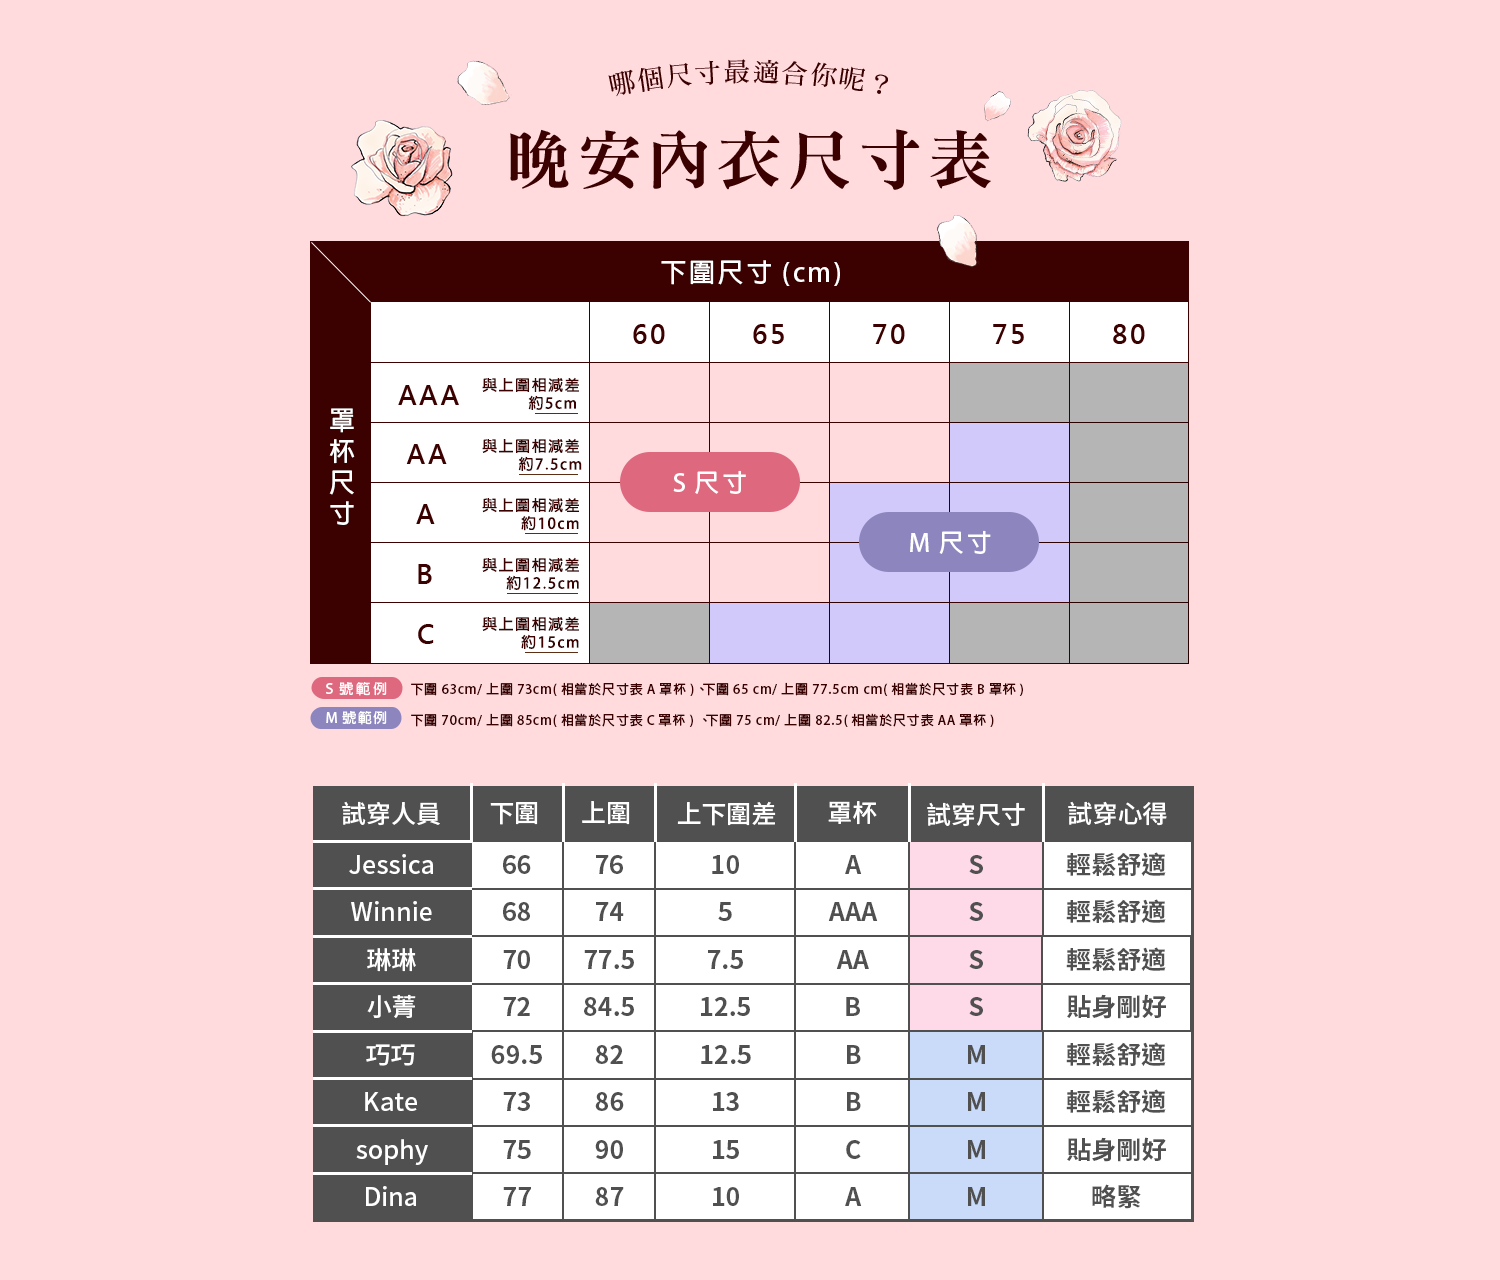 哪個尺寸最適合你呢？
晚安內衣尺寸表
下圍尺寸 (cm)
罩杯尺寸
60 65 70 75 80
AAA 與上圍相減差
約5cm
AA 與上圍相減差
約7.5cm
A 與上圍相減差
約10cm
B 與上圍相減差
約12.5cm
C 與上圍相減差
約15cm
S 尺寸
M 尺寸
S 號範例 下圍 63cm/ 上圍 73cm( 相當於尺寸表 A 罩杯 ) 、下圍 65 cm/ 上圍 77.5cm cm( 相當於尺寸表 B 罩杯 )
M 號範例 下圍 70cm/ 上圍 85cm( 相當於尺寸表 C 罩杯 ) 、下圍 75 cm/ 上圍 82.5( 相當於尺寸表 AA 罩杯 )
試穿人員 下圍 上圍 上下圍差 罩杯 試穿尺寸 試穿心得
Jessica 66 76 10 A S 輕鬆舒適
Winnie 68 74 5 AAA S 輕鬆舒適
琳琳 70 77.5 7.5 AA S 輕鬆舒適
小菁 72 84.5 12.5 B S 貼身剛好
巧巧 69.5 82 12.5 B M 輕鬆舒適
Kate 73 86 13 B M 輕鬆舒適
sophy 75 90 15 C M 貼身剛好
Dina 77 87 10 A M 略緊